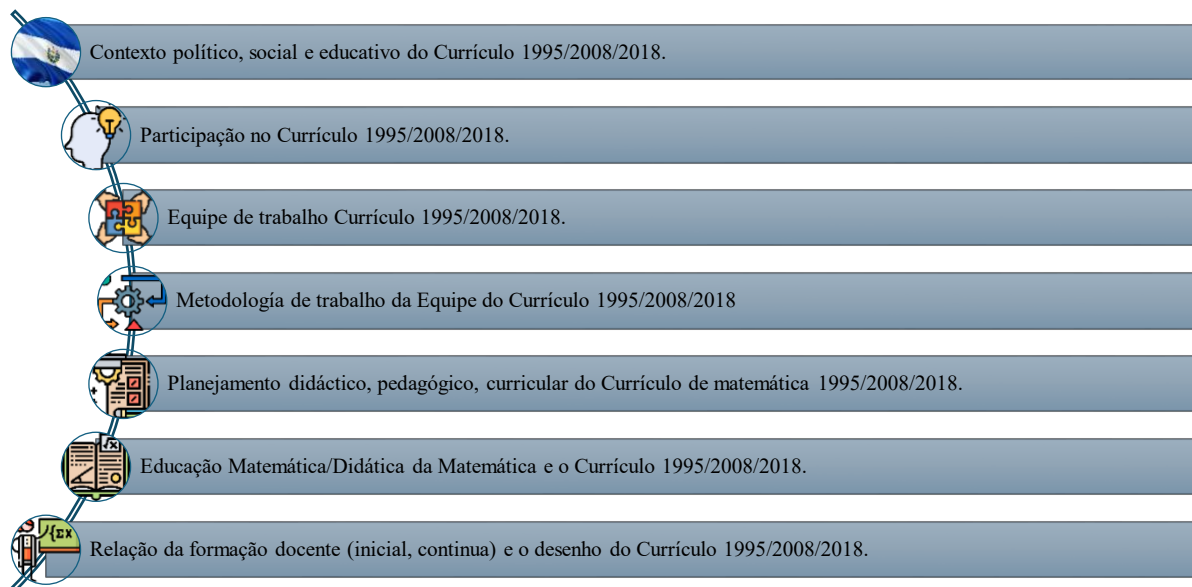 Contexto político, social e educativo do Currículo 1995/2008/2018.
Participação no Currículo 1995/2008/2018.
Equipe de trabalho Currículo 1995/2008/2018.
Metodología de trabalho da Equipe do Currículo 1995/2008/2018
Planejamento didáctico, pedagógico, curricular do Currículo de matemática 1995/2008/2018.
Educação Matemática/Didática da Matemática e o Currículo 1995/2008/2018.
Relação da formação docente (inicial, continua) e o desenho do Currículo 1995/2008/2018.